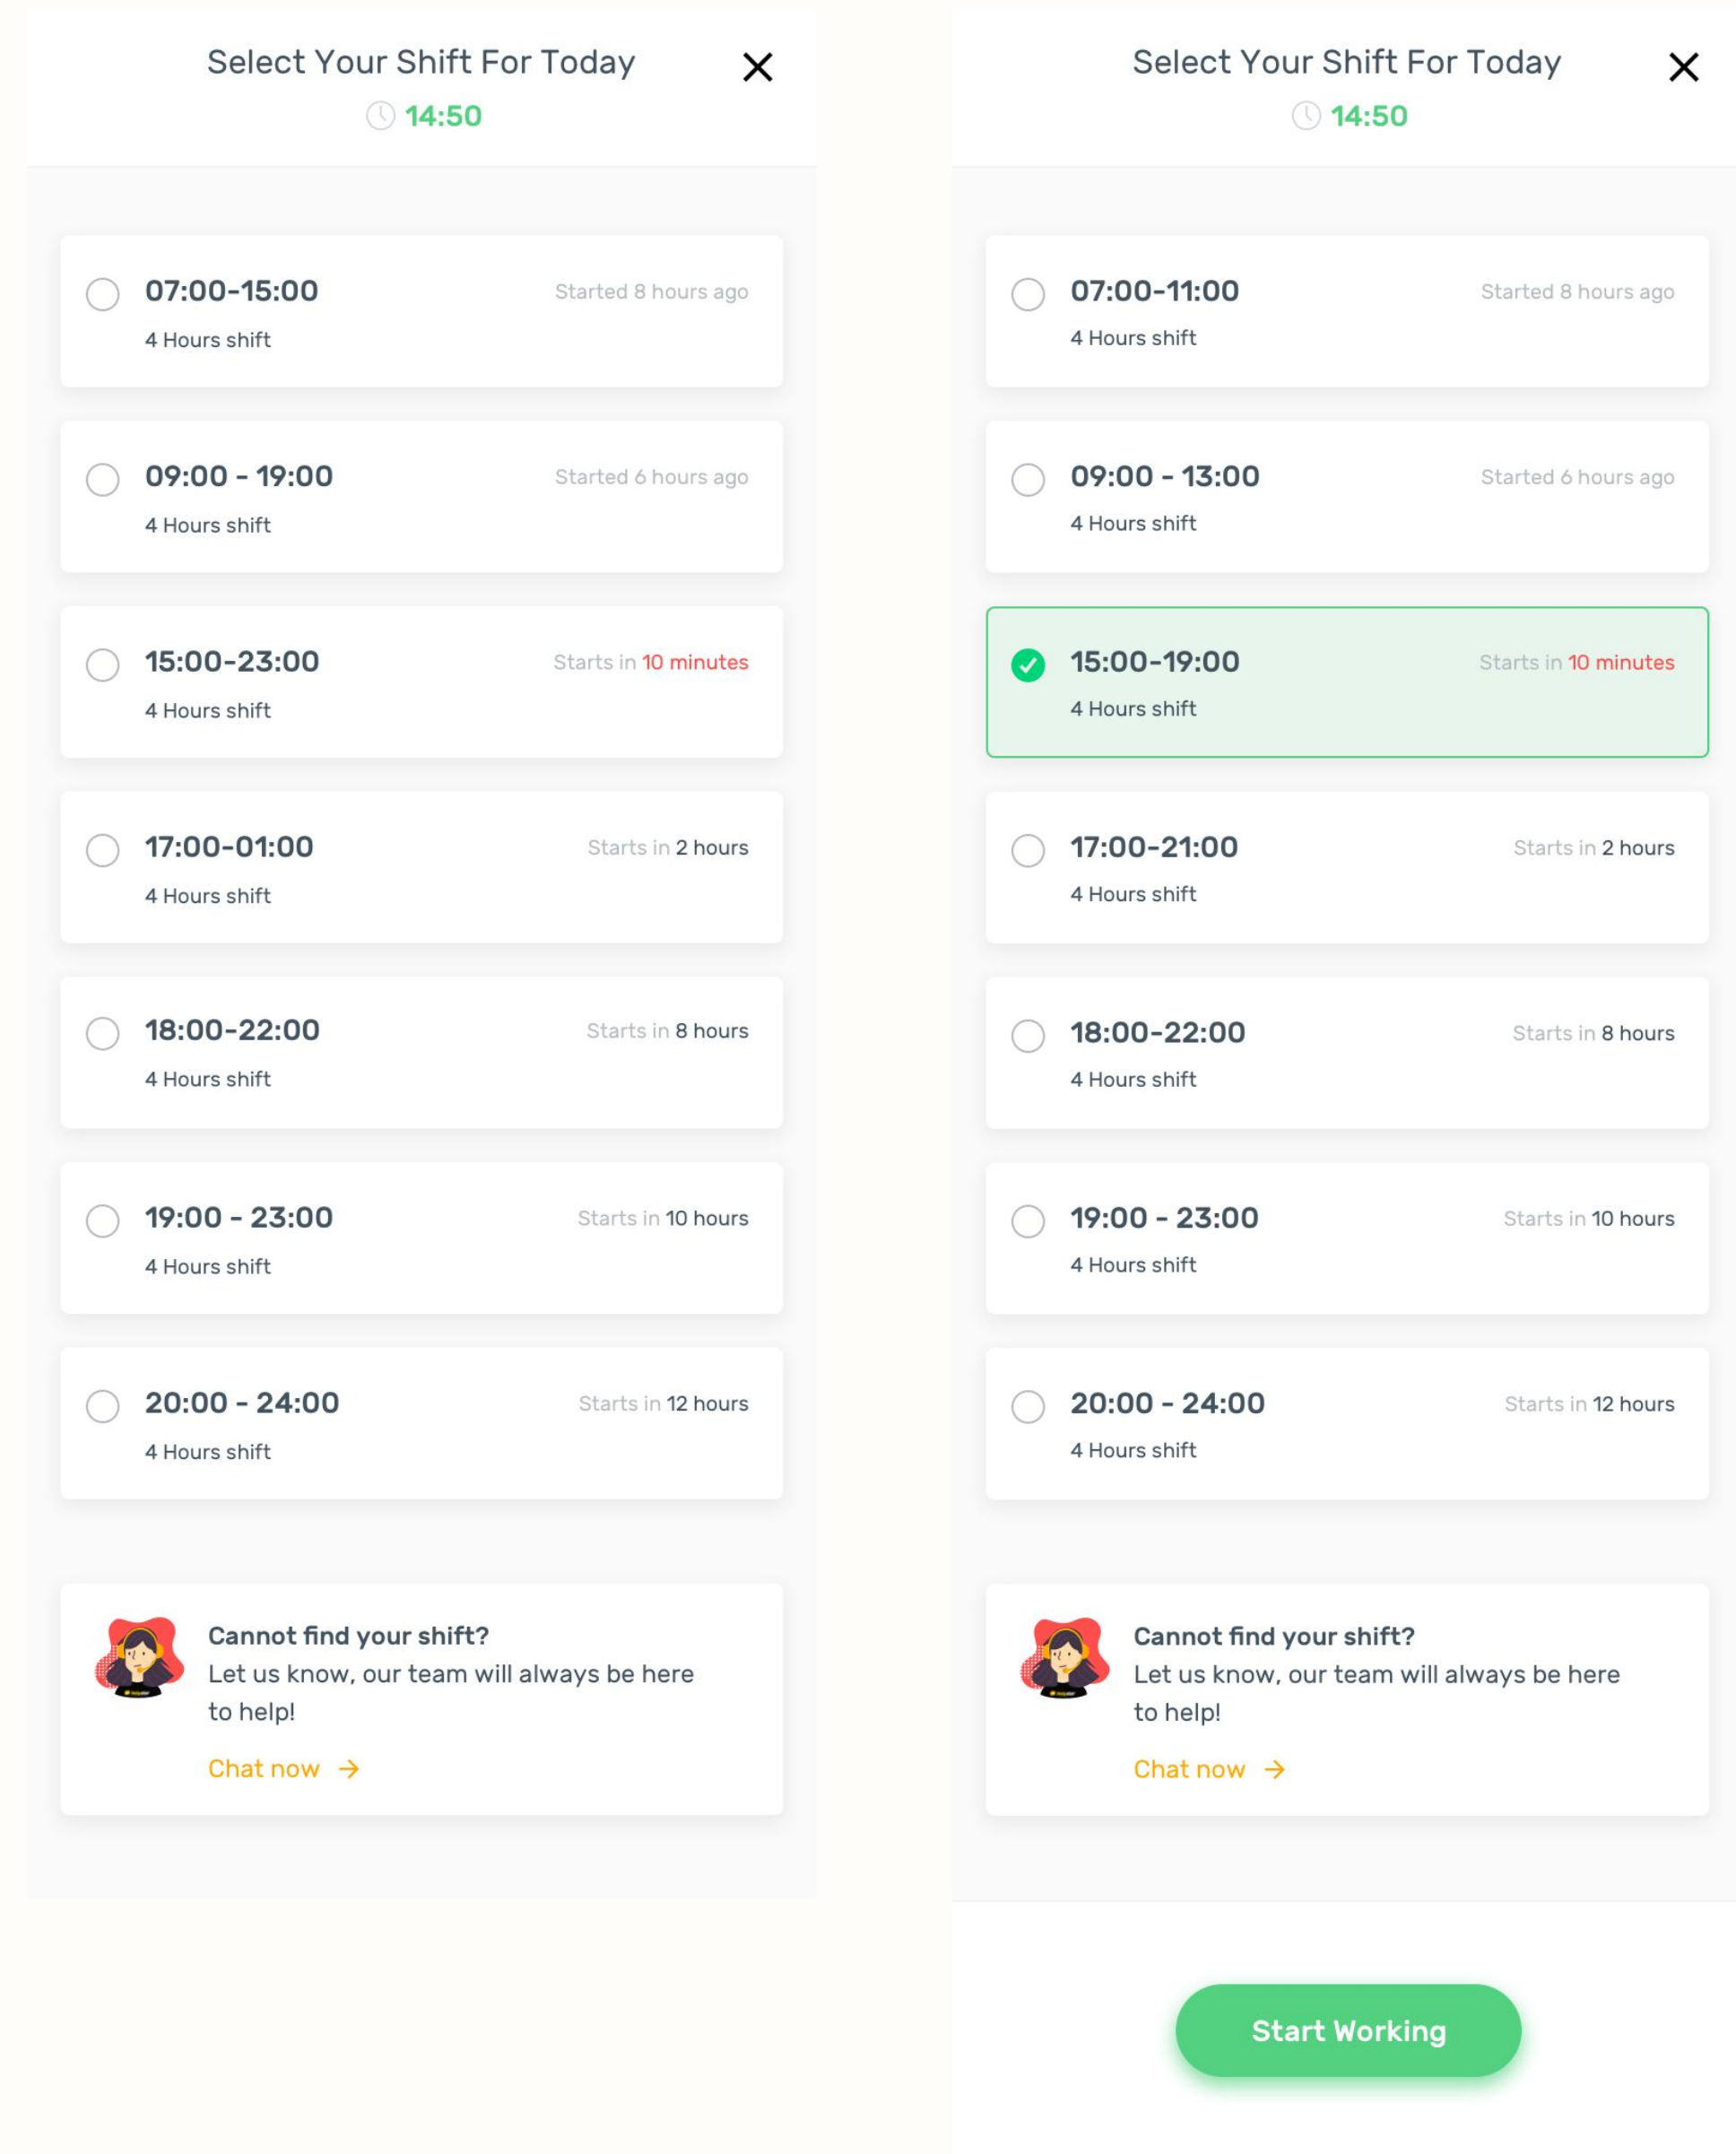 Select Your Shift For Today
14:50
07:00-15:00
Started 8 hours ago
4 Hours shift
09:00 - 19:00
Started 6 hours ago
4 Hours shift
15:00-23:00
Starts in 10 minutes
4 Hours shift
17:00-01:00
Starts in 2 hours
4 Hours shift
18:00-22:00
Starts in 8 hours
4 Hours shift
19:00 - 23:00
Starts in 10 hours
4 Hours shift
20:00 - 24:00
Starts in 12 hours
4 Hours shift
Cannot find your shift?
Let us know, our team will always be here
to help!
Chat now
Select Your Shift For Today
14:50
07:00-11:00
Started 8 hours ago
4 Hours shift
09:00 - 13:00
Started 6 hours ago
4 Hours shift
15:00-19:00
Starts in 10 minutes
4 Hours shift
17:00-21:00
Starts in 2 hours
4 Hours shift
18:00-22:00
Starts in 8 hours
4 Hours shift
19:00 - 23:00
Starts in 10 hours
4 Hours shift
20:00 - 24:00
Starts in 12 hours
4 Hours shift
Cannot find your shift?
Let us know, our team will always be here
to help!
Chat now
Start Working